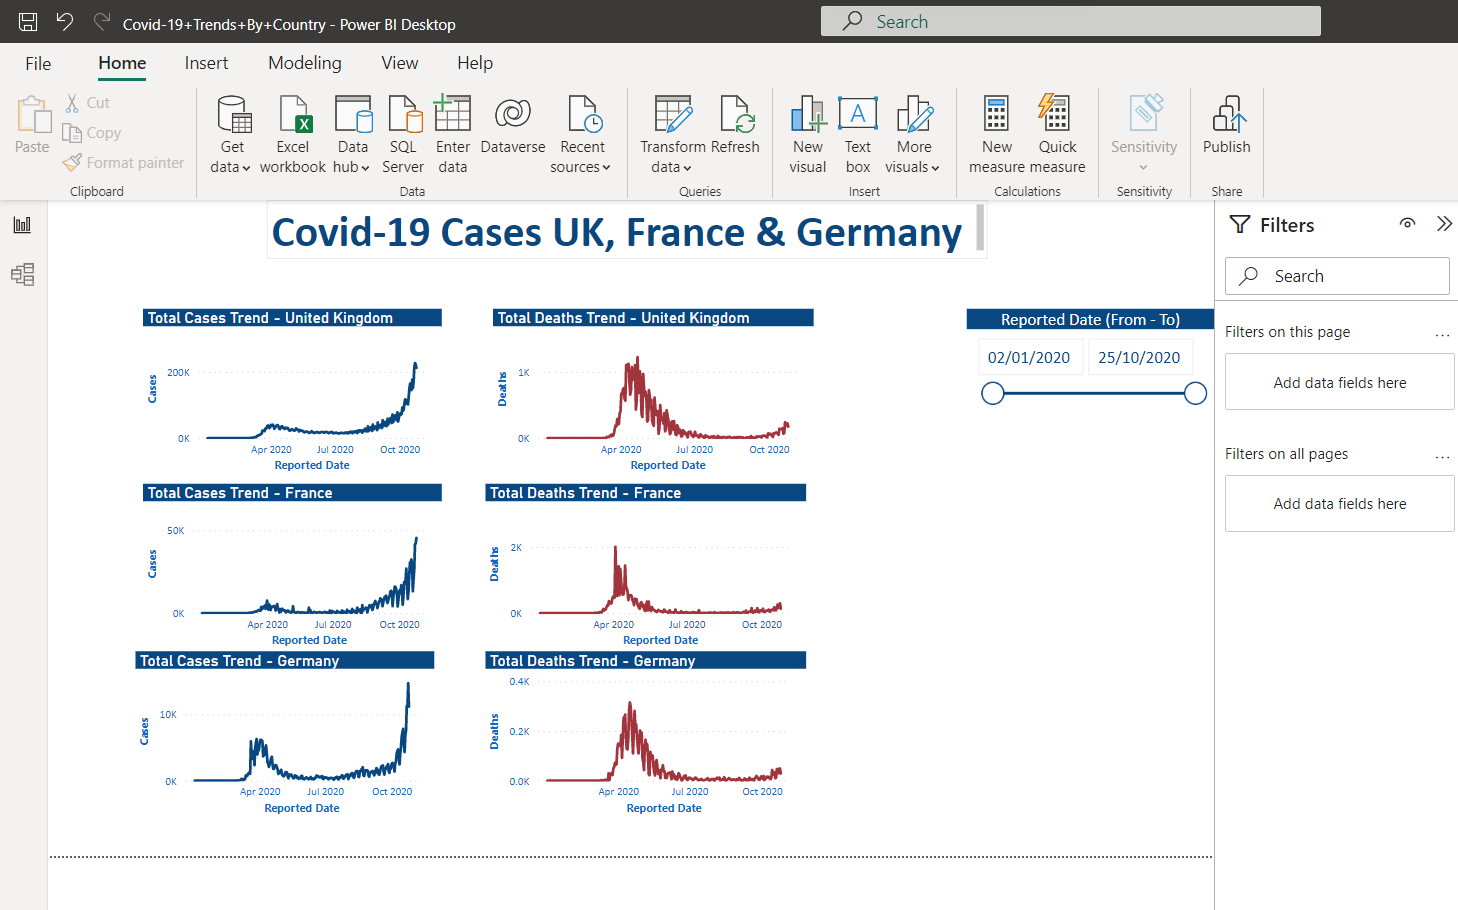 Covid-19+Trends+By+Country - Power BI Desktop
Search
File Home Insert Modeling View Help
Paste
Cut
Copy
Format painter
Clipboard
Get data
Excel workbook
Data hub
SQL Server
Enter data
Dataverse
Recent sources
Data
Transform data
Refresh
Queries
New visual
Text box
A
More visuals
Insert
New measure
Quick measure
Calculations
Sensitivity
Sensitivity
Publish
Share
Covid-19 Cases UK, France & Germany
Total Cases Trend - United Kingdom
Cases
200K
0K
Apr 2020 Jul 2020 Oct 2020
Reported Date
Total Deaths Trend - United Kingdom
Deaths
1K
0K
Apr 2020 Jul 2020 Oct 2020
Reported Date
Total Cases Trend - France
Cases
50K
0K
Apr 2020 Jul 2020 Oct 2020
Reported Date
Total Deaths Trend - France
Deaths
2K
0K
Apr 2020 Jul 2020 Oct 2020
Reported Date
Total Cases Trend - Germany
Cases
10K
0K
Apr 2020 Jul 2020 Oct 2020
Reported Date
Total Deaths Trend - Germany
Deaths
0.4K
0.2K
0.0K
Apr 2020 Jul 2020 Oct 2020
Reported Date
Reported Date (From - To)
02/01/2020 25/10/2020
Filters
Search
Filters on this page ...
Add data fields here
Filters on all pages ...
Add data fields here